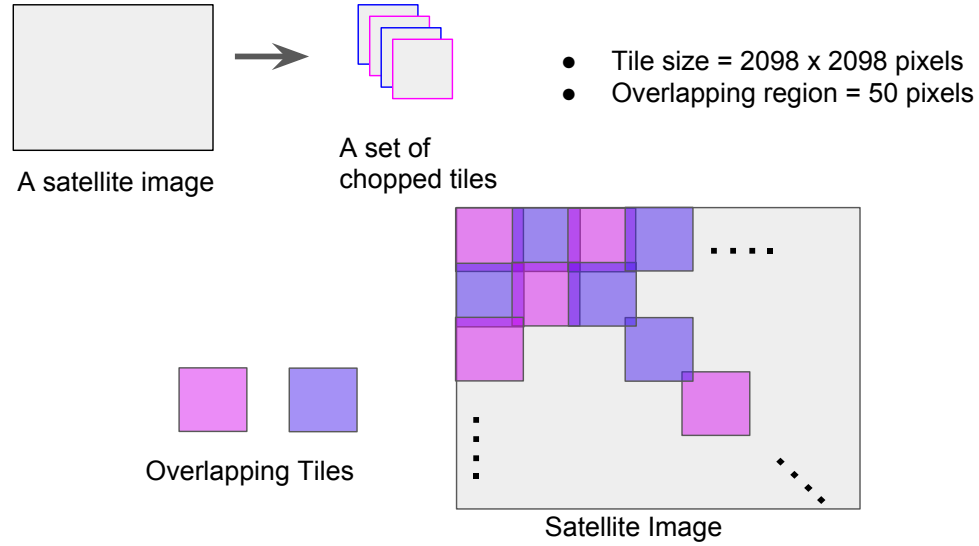 ● Tile size = 2098 x 2098 pixels
● Overlapping region = 50 pixels
A satellite image
A set of
chopped tiles
Overlapping Tiles
Satellite Image